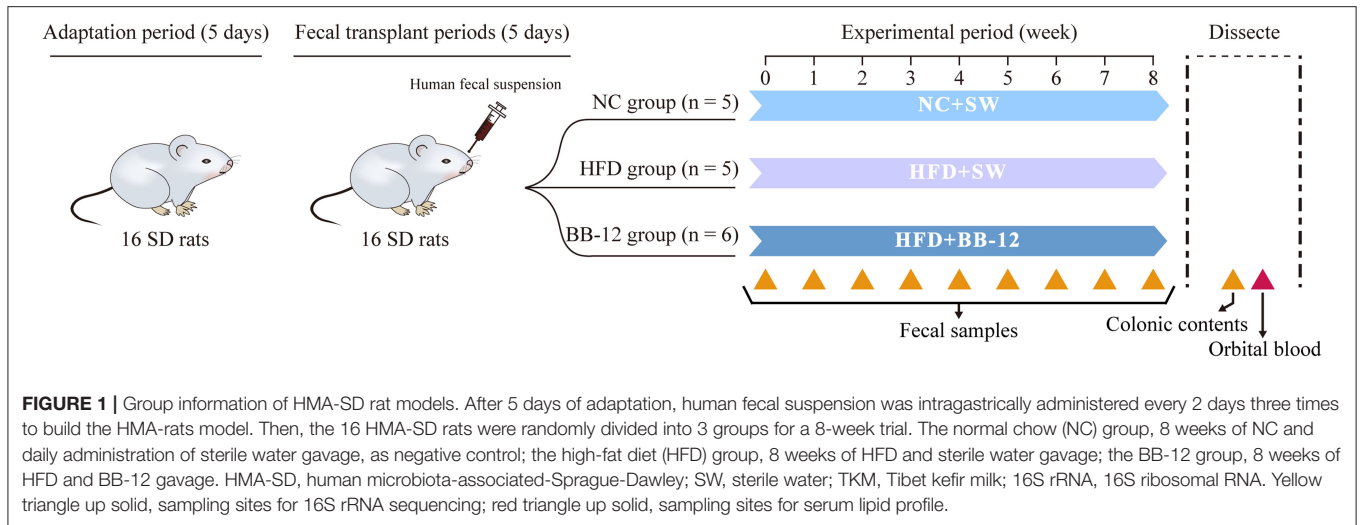 Adaptation period (5 days)
Fecal transplant periods (5 days)
Experimental period (week)
Dissecte
Human fecal suspension
0 1 2 3 4 5 6 7 8
NC group (n = 5)
NC+SW
HFD group (n = 5)
HFD+SW
BB-12 group (n = 6)
HFD+BB-12
16 SD rats
16 SD rats
Fecal samples
Colonic contents
Orbital blood
FIGURE 1 | Group information of HMA-SD rat models. After 5 days of adaptation, human fecal suspension was intragastrically administered every 2 days three times
to build the HMA-rats model. Then, the 16 HMA-SD rats were randomly divided into 3 groups for a 8-week trial. The normal chow (NC) group, 8 weeks of NC and
daily administration of sterile water gavage, as negative control; the high-fat diet (HFD) group, 8 weeks of HFD and sterile water gavage; the BB-12 group, 8 weeks of
HFD and BB-12 gavage. HMA-SD, human microbiota-associated-Sprague-Dawley; SW, sterile water; TKM, Tibet kefir milk; 16S rRNA, 16S ribosomal RNA. Yellow
triangle up solid, sampling sites for 16S rRNA sequencing; red triangle up solid, sampling sites for serum lipid profile.